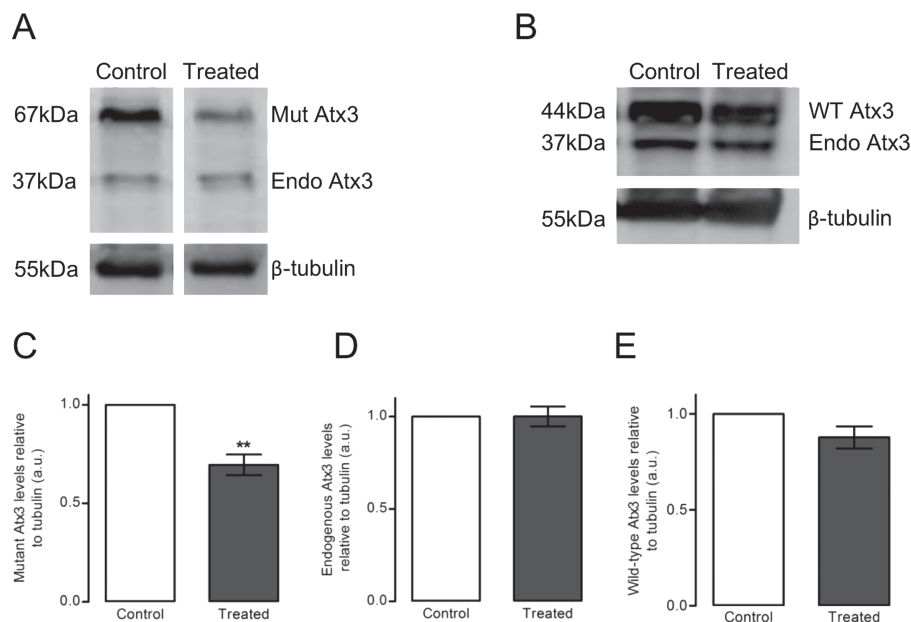 A
Control Treated
67kDa
Mut Atx3
37kDa
Endo Atx3
55kDa
β-tubulin
B
Control Treated
44kDa
WT Atx3
37kDa
Endo Atx3
55kDa
β-tubulin
C
Mutant Atx3 levels relative
to tubulin (a.u.)
1.0
0.5
0.0
**
Control
Treated
D
Endogenous Atx3 levels
relative to tubulin (a.u.)
1.0
0.5
0.0
Control
Treated
E
Wild-type Atx3 levels relative
to tubulin (a.u.)
1.0
0.5
0.0
Control
Treated